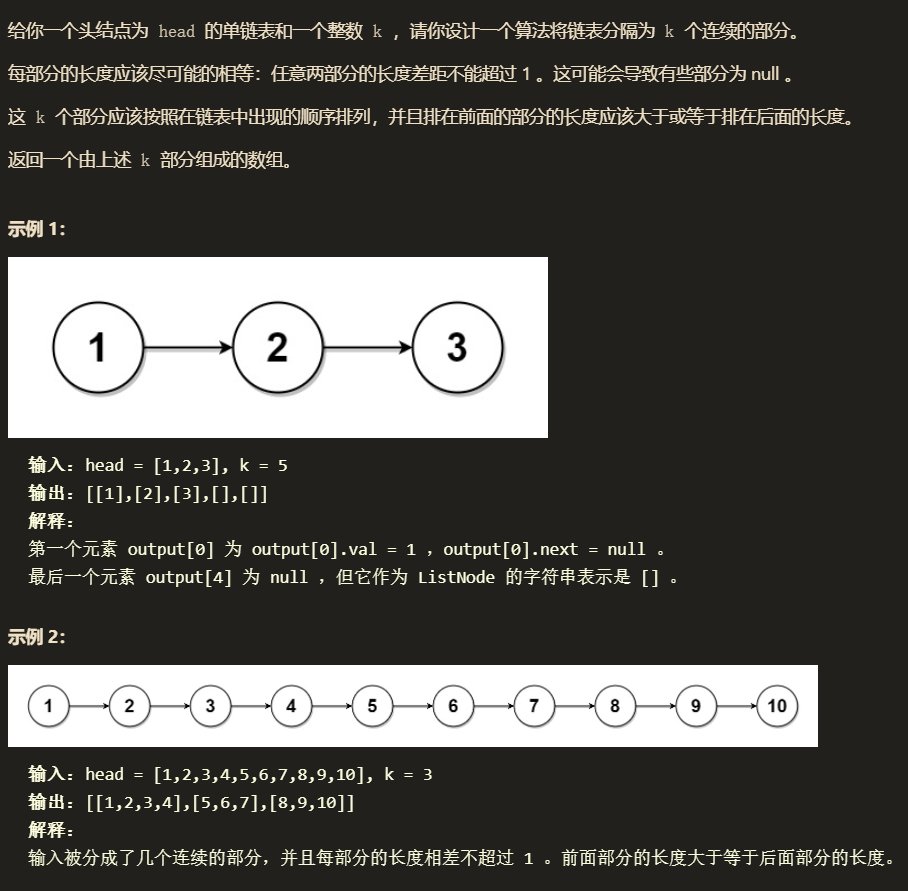 给你一个头结点为 head 的单链表和一个整数 k ，请你设计一个算法将链表分隔为 k 个连续的部分。
每部分的长度应该尽可能的相等：任意两部分的长度差距不能超过 1 。这可能会导致有些部分为 null 。
这 k 个部分应该按照在链表中出现的顺序排列，并且排在前面的部分的长度应该大于或等于排在后面的长度。
返回一个由上述 k 部分组成的数组。
示例 1：
1 2 3
输入：head = [1,2,3], k = 5
输出：[[1],[2],[3],[],[]]
解释：
第一个元素 output[0] 为 output[0].val = 1 ，output[0].next = null 。
最后一个元素 output[4] 为 null ，但它作为 ListNode 的字符串表示是 [] 。
示例 2：
1 2 3 4 5 6 7 8 9 10
输入：head = [1,2,3,4,5,6,7,8,9,10], k = 3
输出：[[1,2,3,4],[5,6,7],[8,9,10]]
解释：
输入被分成了几个连续的部分，并且每部分的长度相差不超过 1 。前面部分的长度大于等于后面部分的长度。